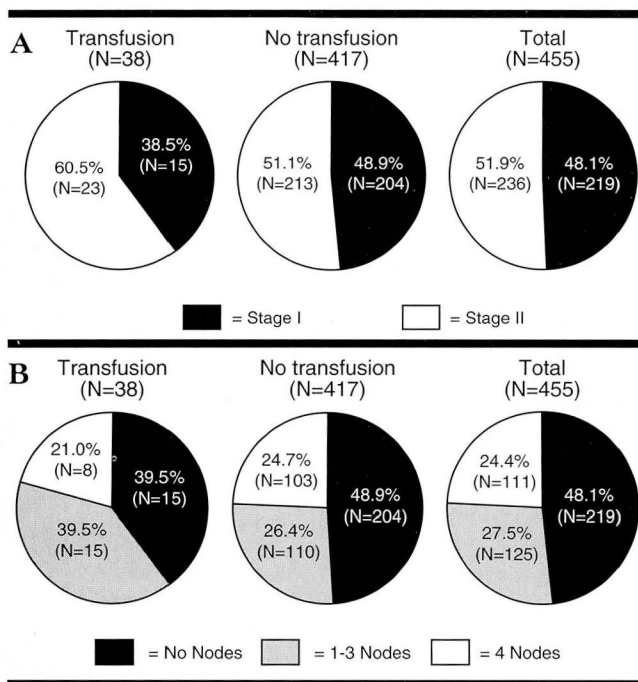 A
Transfusion
(N=38)
No transfusion
(N=417)
Total
(N=455)
60.5%
(N=23)
38.5%
(N=15)
51.1%
(N=213)
48.9%
(N=204)
51.9%
(N=236)
48.1%
(N=219)
= Stage I
= Stage II
B
Transfusion
(N=38)
No transfusion
(N=417)
Total
(N=455)
21.0%
(N=8)
39.5%
(N=15)
39.5%
(N=15)
24.7%
(N=103)
48.9%
(N=204)
26.4%
(N=110)
24.4%
(N=111)
48.1%
(N=219)
27.5%
(N=125)
= No Nodes
= 1-3 Nodes
= 4 Nodes